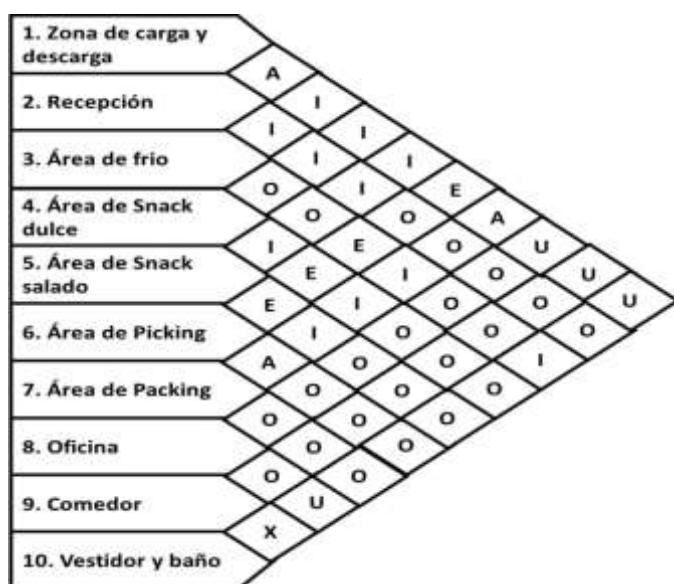 1. Zona de carga y
descarga
A
2. Recepción I
I I
3. Área de frio I I
O I E
4. Área de Snack
O O A
dulce
I E O U
5. Área de Snack
E I O U
salado
E I O O U
6. Área de Picking I O O O
A O O I
7. Área de Packing O O O
O O O
8. Oficina O O
O O
9. Comedor U
X
10. Vestidor y baño